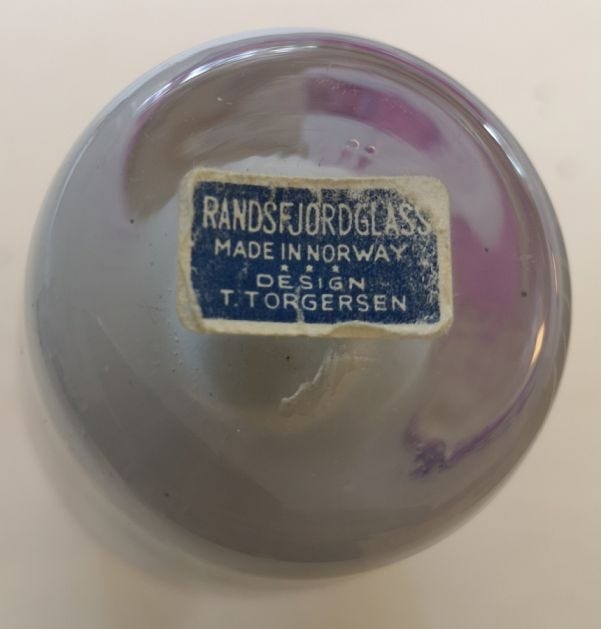 RANDSFJORDGLASS
MADE IN NORWAY
* * *
DESIGN
T. TORGERSEN